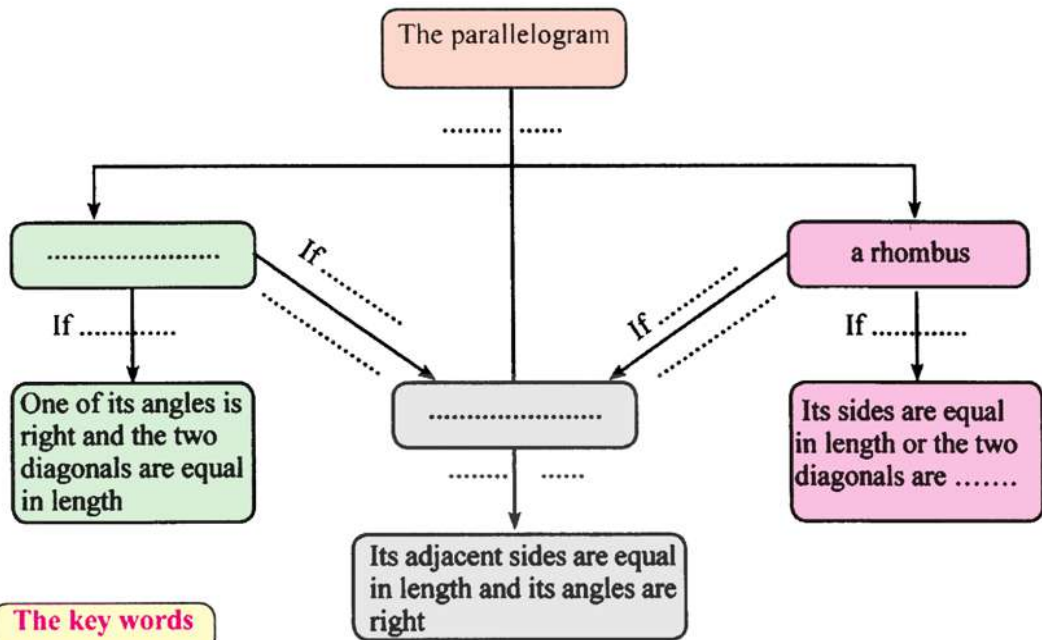 The parallelogram
......... ......
........................
If .........
................
If .........
................
a rhombus
If .............
If .............
One of its angles is
right and the two
diagonals are equal
in length
........................
Its sides are equal
in length or the two
diagonals are .......
......... ......
Its adjacent sides are equal
in length and its angles are
right
The key words